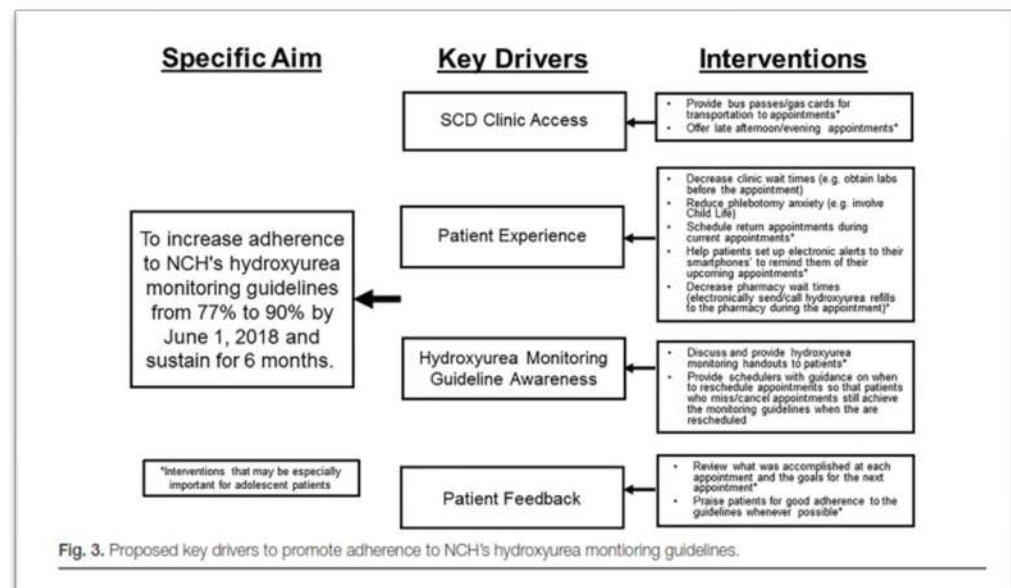 Specific Aim
Key Drivers
Interventions
SCD Clinic Access
• Provide bus passes/gas cards for
transportation to appointments*
• Offer late afternoon/evening appointments*
To increase adherence
to NCH's hydroxyurea
monitoring guidelines
from 77% to 90% by
June 1, 2018 and
sustain for 6 months.
Patient Experience
• Decrease clinic wait times (e.g. obtain labs
before the appointment)
• Reduce phlebotomy anxiety (e.g. involve
Child Life)
• Schedule return appointments during
current appointments*
• Help patients set up electronic alerts to their
smartphones' to remind them of their
upcoming appointments*
• Decrease pharmacy wait times
(electronically send/call hydroxyurea refills
to the pharmacy during the appointment)*
Hydroxyurea Monitoring
Guideline Awareness
• Discuss and provide hydroxyurea
monitoring handouts to patients*
• Provide schedulers with guidance on when
to reschedule appointments so that patients
who miss/cancel appointments still achieve
the monitoring guidelines when the are
rescheduled
*Interventions that may be especially
important for adolescent patients
Patient Feedback
• Review what was accomplished at each
appointment and the goals for the next
appointment*
• Praise patients for good adherence to the
guidelines whenever possible*
Fig. 3. Proposed key drivers to promote adherence to NCH's hydroxyurea montioring guidelines.